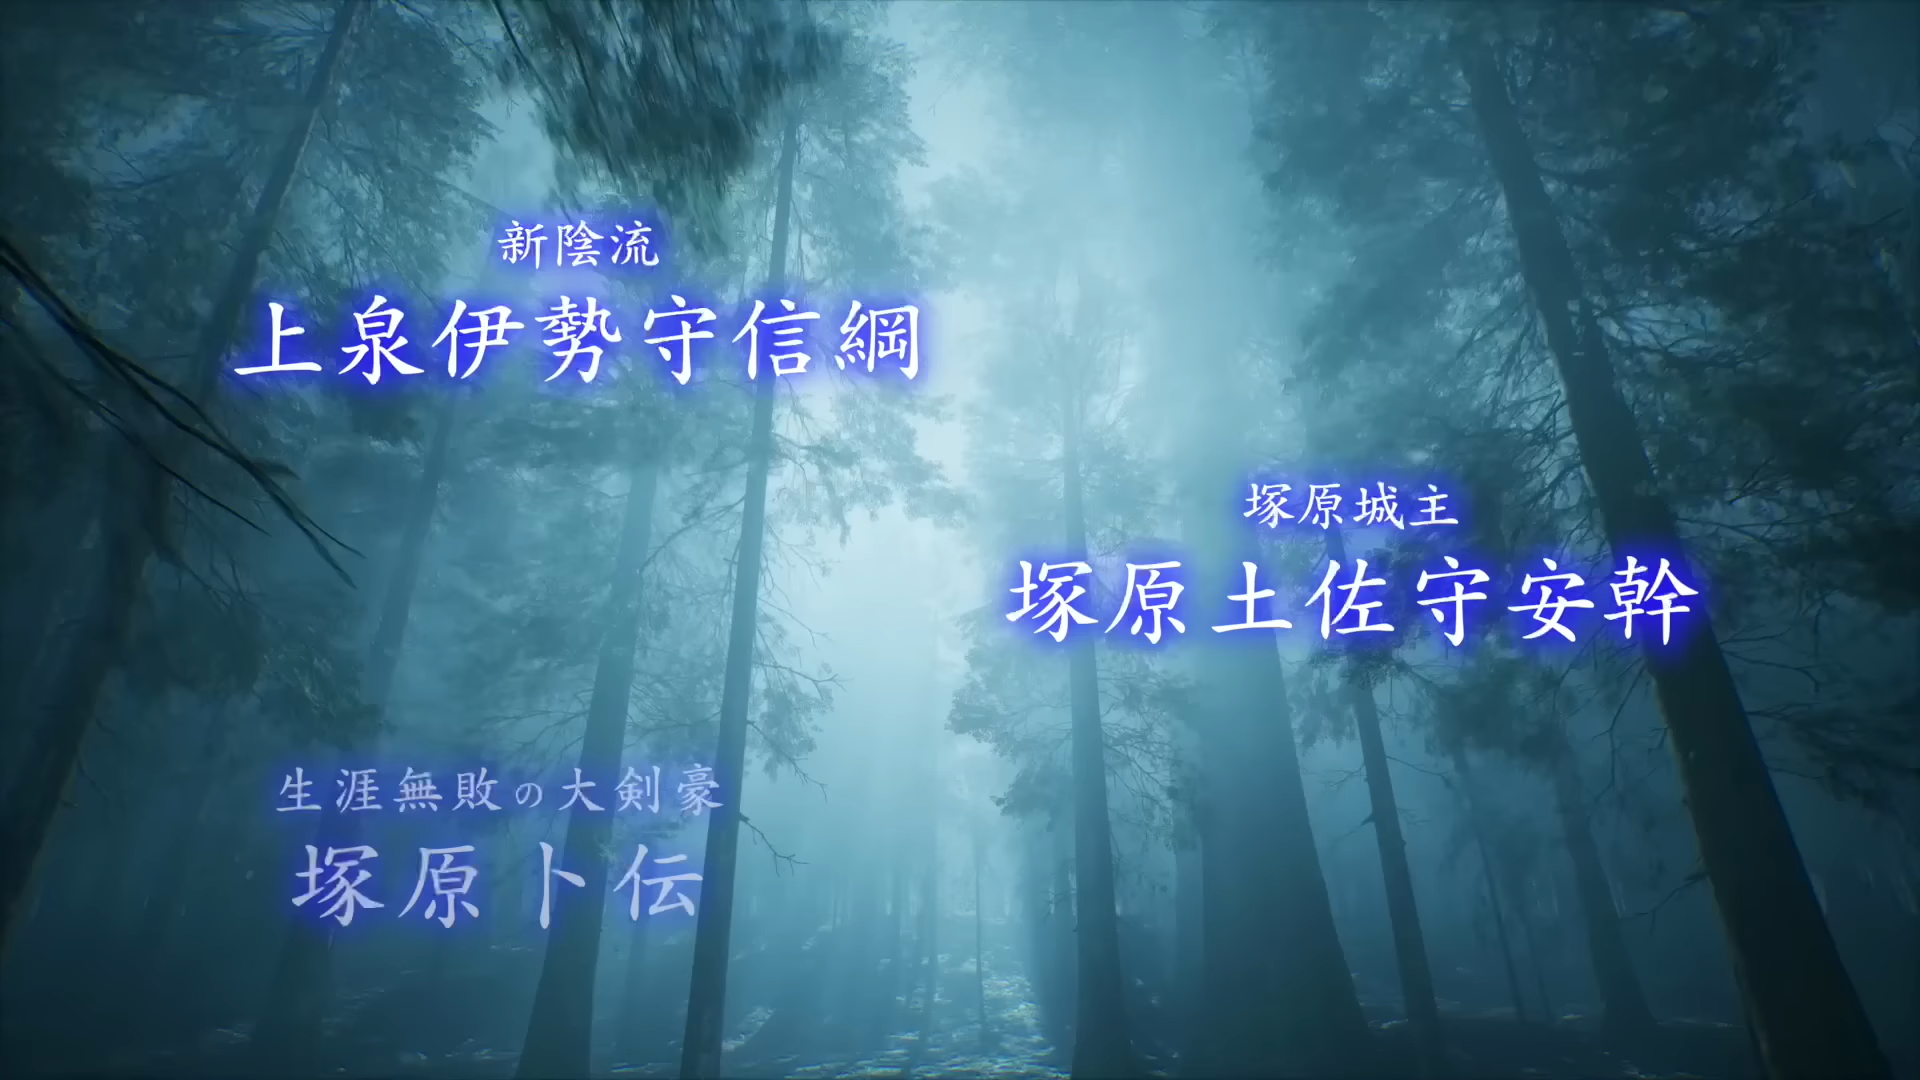 新陰流
上泉伊勢守信綱
塚原城主
塚原土佐守安幹
生涯無敗の大剣豪
塚原卜伝